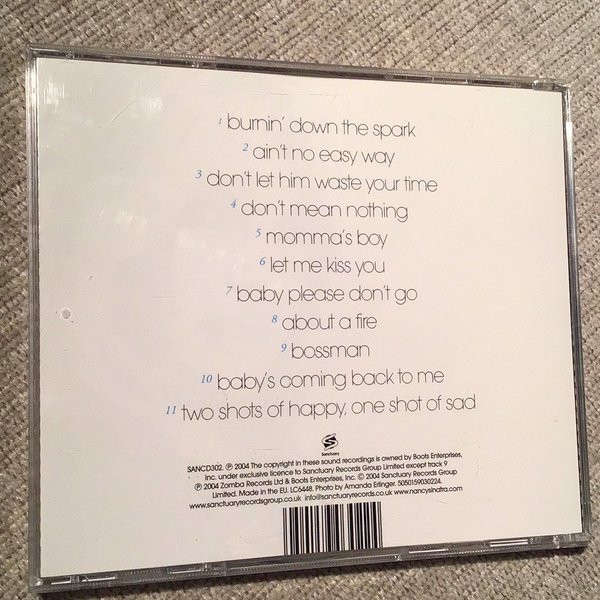 1 burnin' down the spark
2 ain't no easy way
3 don't let him waste your time
4 don't mean nothing
5 momma's boy
6 let me kiss you
7 baby please don't go
8 about a fire
9 bossman
10 baby's coming back to me
11 two shots of happy, one shot of sad
Sanctuary
SANCD302. ℗ 2004 The copyright in these sound recordings is owned by Boots Enterprises,
Inc. under exclusive licence to Sanctuary Records Group Limited except track 9
℗ 2004 Zomba Records Ltd & Boots Enterprises, Inc. © 2004 Sanctuary Records Group
Limited. Made in the EU. LC6448. Photo by Amanda Erlinger. 5050159030224.
www.sanctuaryrecordsgroup.co.uk info@sanctuaryrecords.co.uk www.nancysinatra.com